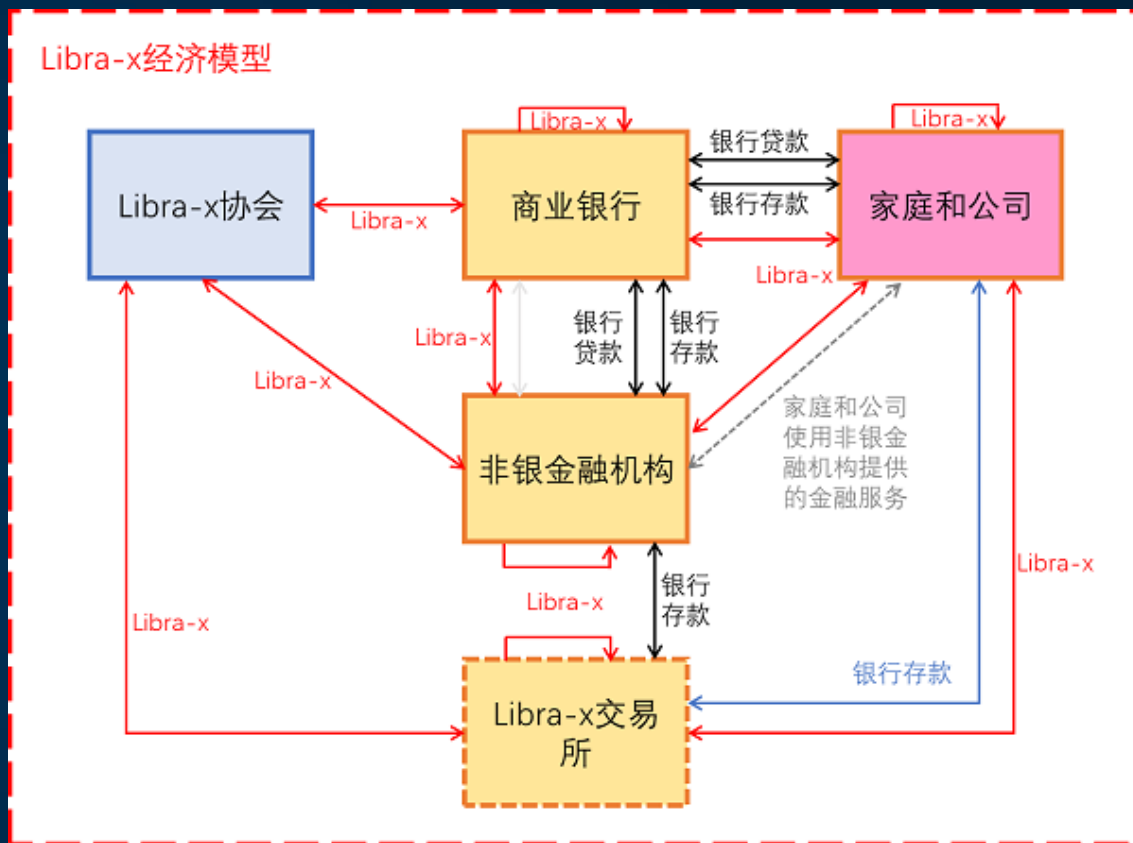 Libra-x经济模型
Libra-x
Libra-x
银行贷款
Libra-x协会
商业银行
家庭和公司
Libra-x
银行存款
Libra-x
Libra-x
银行
贷款
银行
存款
Libra-x
家庭和公司
使用非银金
融机构提供
的金融服务
非银金融机构
Libra-x
银行
存款
Libra-x
Libra-x
银行存款
Libra-x交易
所